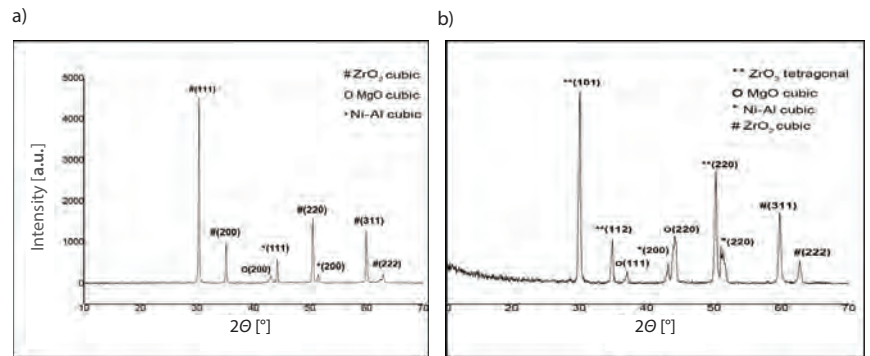 a)
5000
4000
3000
2000
1000
0
Intensity [a.u.]
#ZrO₂ cubic
O MgO cubic
*Ni-Al cubic
#(111)
#(200)
o(200)
*(111)
#(220)
*(200)
#(311)
#(222)
10 20 30 40 50 60 70
2Θ [°]
b)
** ZrO₂ tetragonal
O MgO cubic
* Ni-Al cubic
# ZrO₂ cubic
**(101)
**(112)
o(111)
*(200)
o(220)
**(220)
*(220)
#(311)
#(222)
20 30 40 50 60 70
2Θ [°]